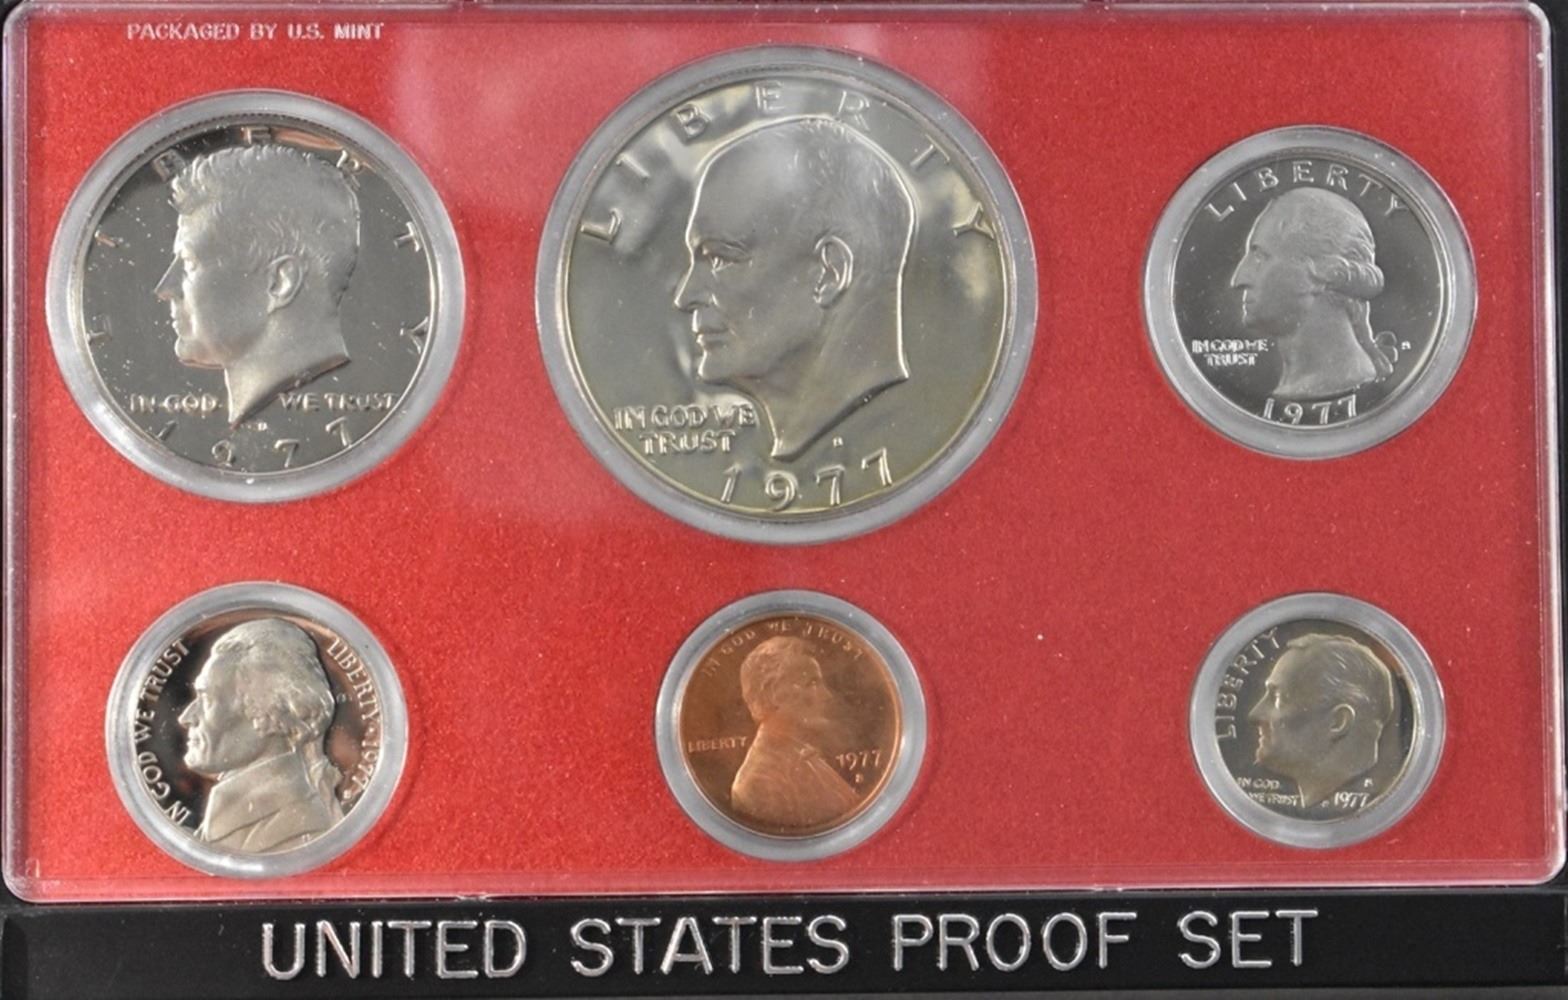 PACKAGED BY U.S. MINT
LIBERTY
IN GOD WE TRUST
1977
LIBERTY
IN GOD WE
TRUST
1977
LIBERTY
IN GOD WE
TRUST
1977
IN GOD WE TRUST
LIBERTY 1977
IN GOD WE TRUST
LIBERTY
1977
S
LIBERTY
IN GOD
WE TRUST
1977
UNITED STATES PROOF SET